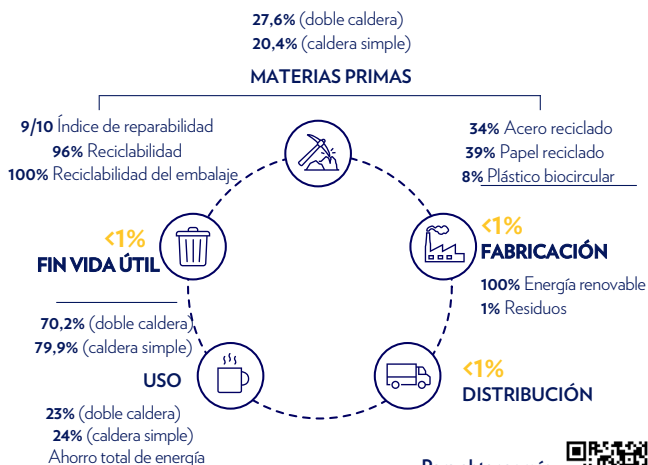 27,6% (doble caldera)
20,4% (caldera simple)
MATERIAS PRIMAS
9/10 Índice de reparabilidad
96% Reciclabilidad
100% Reciclabilidad del embalaje
34% Acero reciclado
39% Papel reciclado
8% Plástico biocircular
<1%
FIN VIDA ÚTIL
<1%
FABRICACIÓN
100% Energía renovable
1% Residuos
70,2% (doble caldera)
79,9% (caldera simple)
USO
23% (doble caldera)
24% (caldera simple)
Ahorro total de energía
<1%
DISTRIBUCIÓN